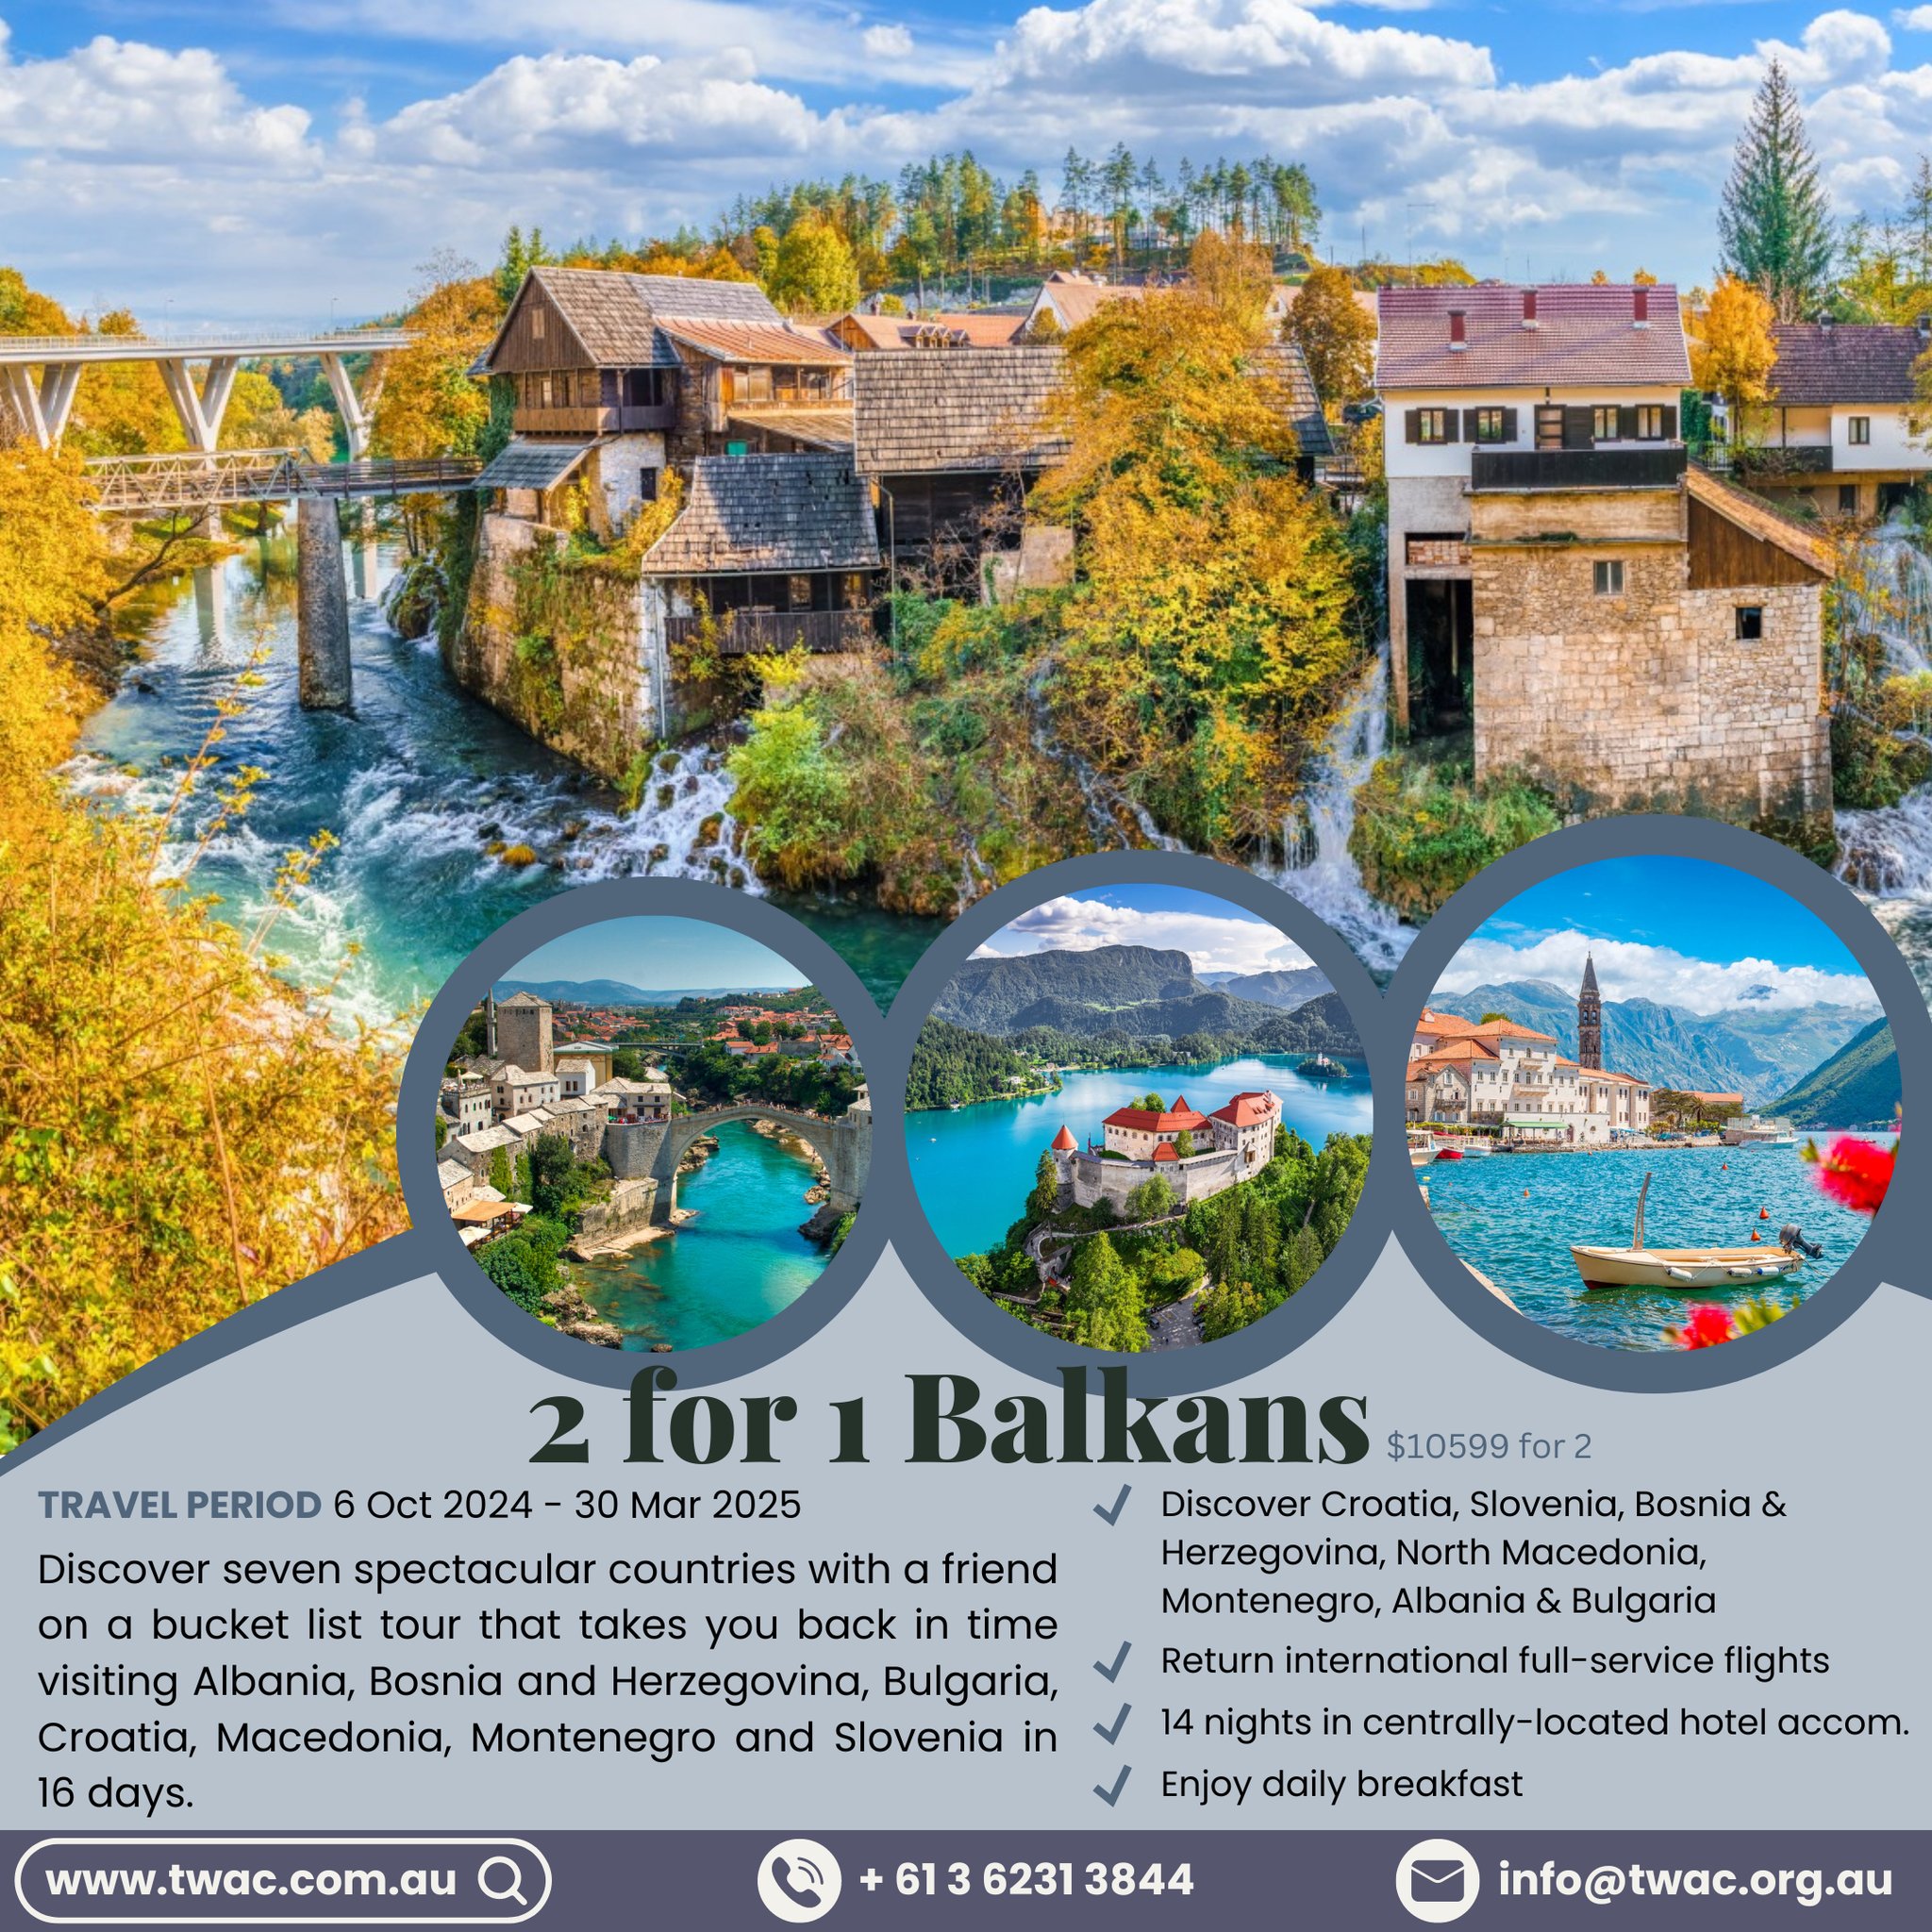 2 for 1 Balkans $10599 for 2
TRAVEL PERIOD 6 Oct 2024 - 30 Mar 2025
Discover seven spectacular countries with a friend
on a bucket list tour that takes you back in time
visiting Albania, Bosnia and Herzegovina, Bulgaria,
Croatia, Macedonia, Montenegro and Slovenia in
16 days.
Discover Croatia, Slovenia, Bosnia &
Herzegovina, North Macedonia,
Montenegro, Albania & Bulgaria
Return international full-service flights
14 nights in centrally-located hotel accom.
Enjoy daily breakfast
www.twac.com.au
+ 61 3 6231 3844
info@twac.org.au